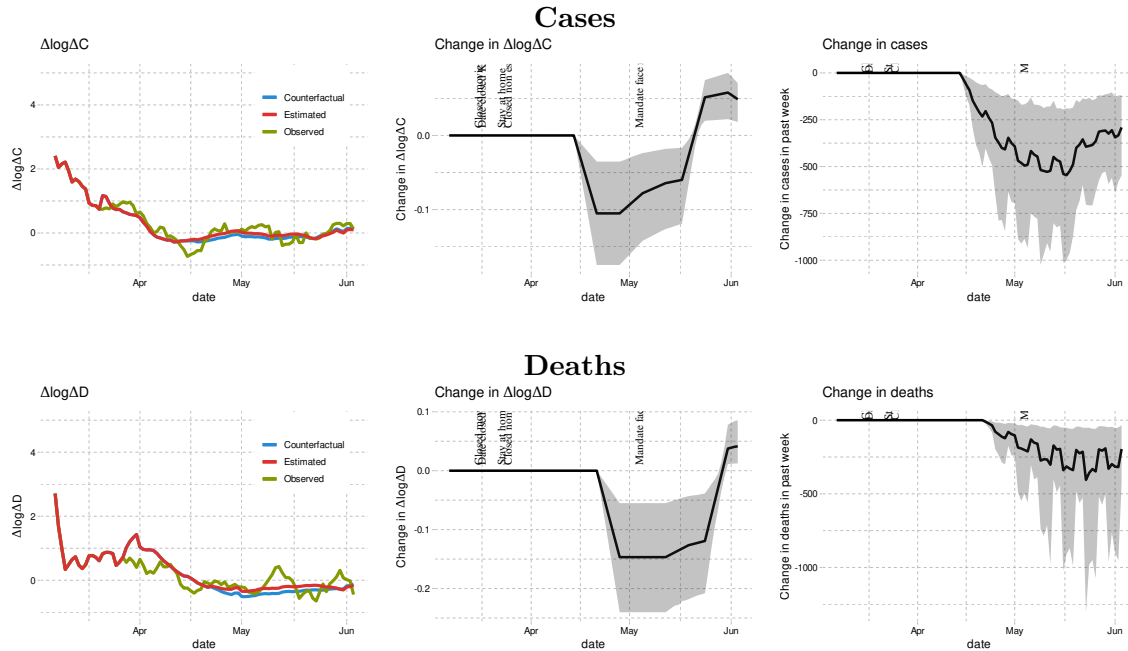 Cases
ΔlogΔC
ΔlogΔC
4
2
0
Counterfactual
Estimated
Observed
Apr
May
Jun
date
Change in ΔlogΔC
Change in ΔlogΔC
0.0
-0.1
Stay at home
Closed non es
Mandate face
Apr
May
Jun
date
Change in cases
Change in cases in past week
0
-250
-500
-750
-1000
St
C
M
Apr
May
Jun
date
Deaths
ΔlogΔD
ΔlogΔD
4
2
0
Counterfactual
Estimated
Observed
Apr
May
Jun
date
Change in ΔlogΔD
Change in ΔlogΔD
0.1
0.0
-0.1
-0.2
Stay at hom
Closed non
Mandate fac
Apr
May
Jun
date
Change in deaths
Change in deaths in past week
0
-500
-1000
St
C
M
Apr
May
Jun
date